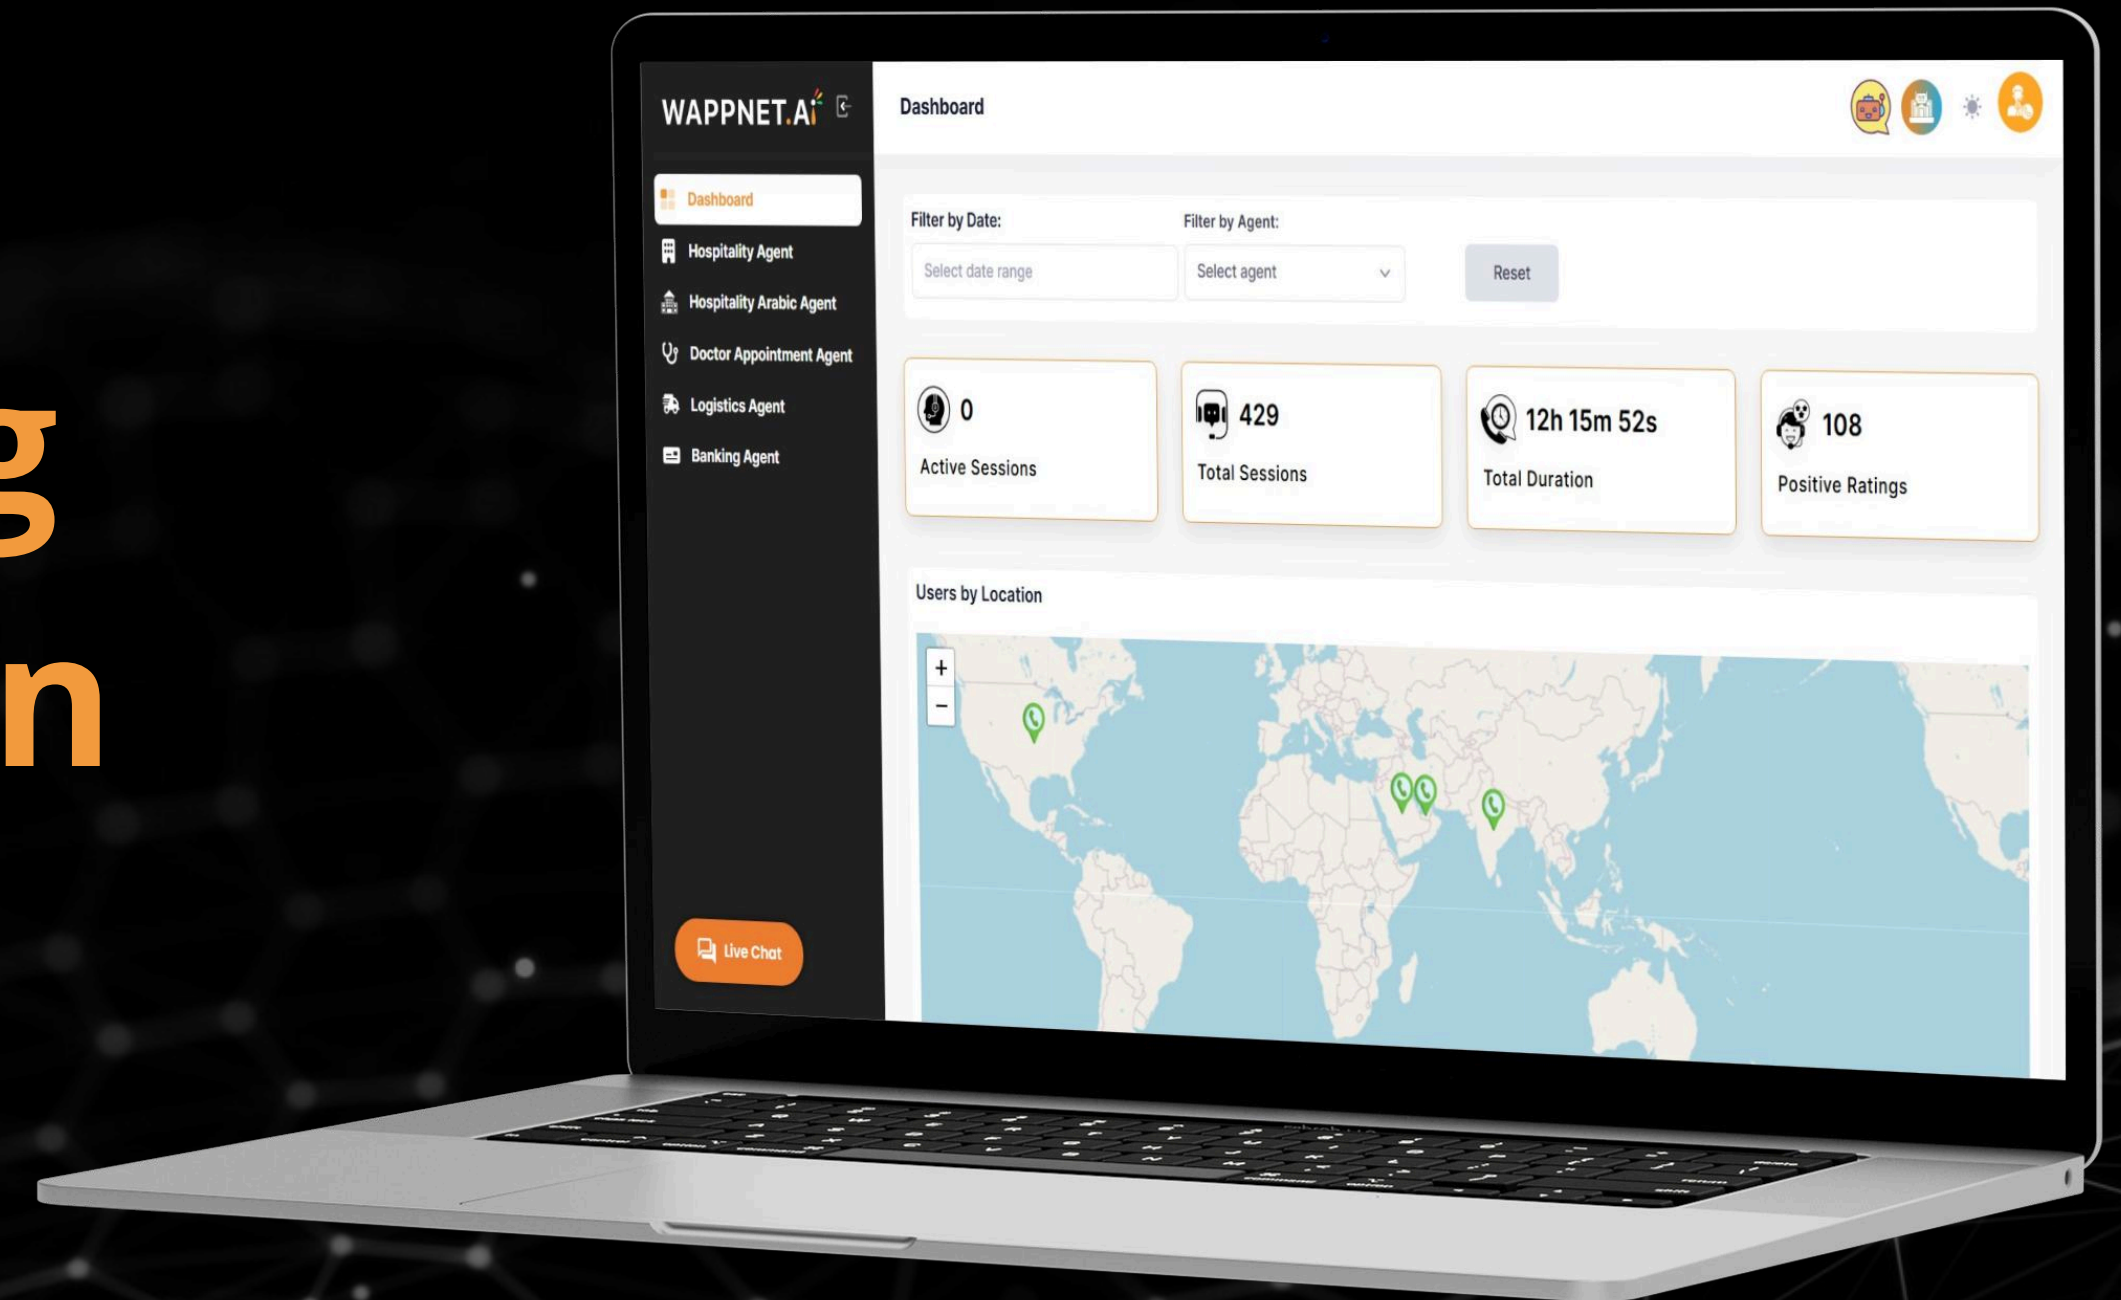 g
n
WAPPNET.Ai
Dashboard
Dashboard
Hospitality Agent
Hospitality Arabic Agent
Doctor Appointment Agent
Logistics Agent
Banking Agent
Live Chat
Filter by Date:
Filter by Agent:
Select date range
Select agent
Reset
0
Active Sessions
429
Total Sessions
12h 15m 52s
Total Duration
108
Positive Ratings
Users by Location
+
−